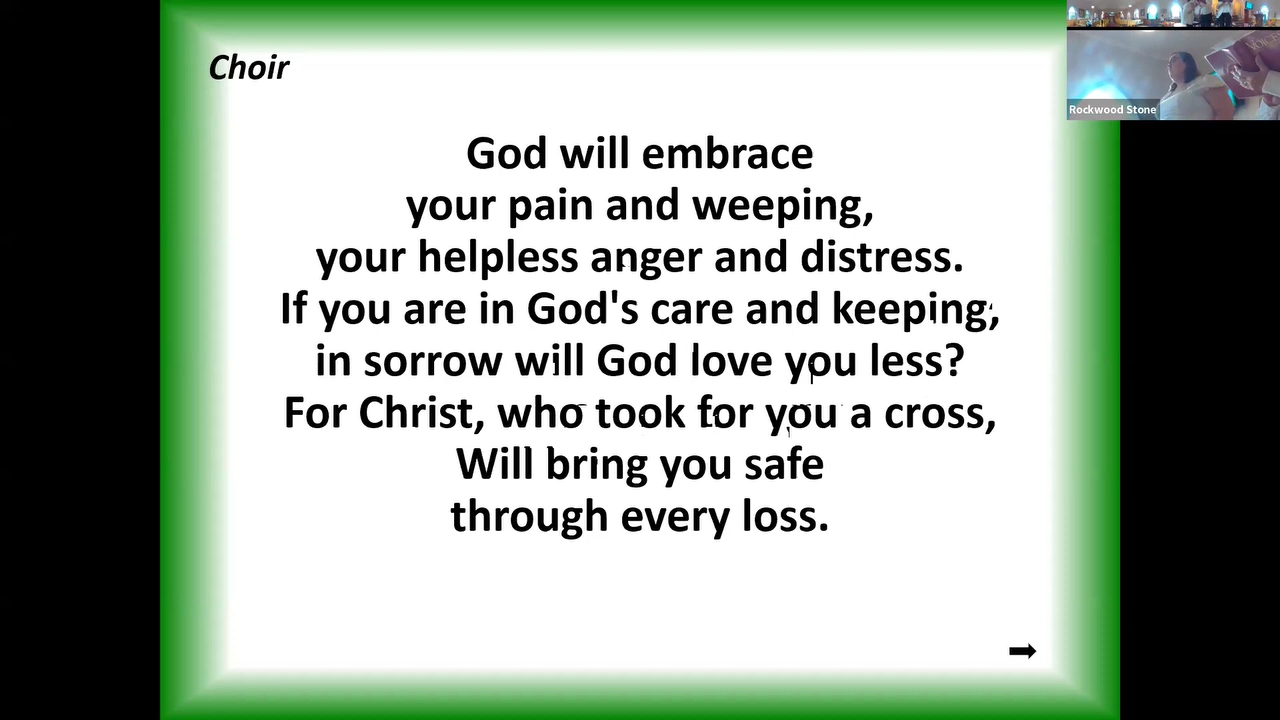 Choir
God will embrace
your pain and weeping,
your helpless anger and distress.
If you are in God's care and keeping,
in sorrow will God love you less?
For Christ, who took for you a cross,
Will bring you safe
through every loss.
Rockwood Stone